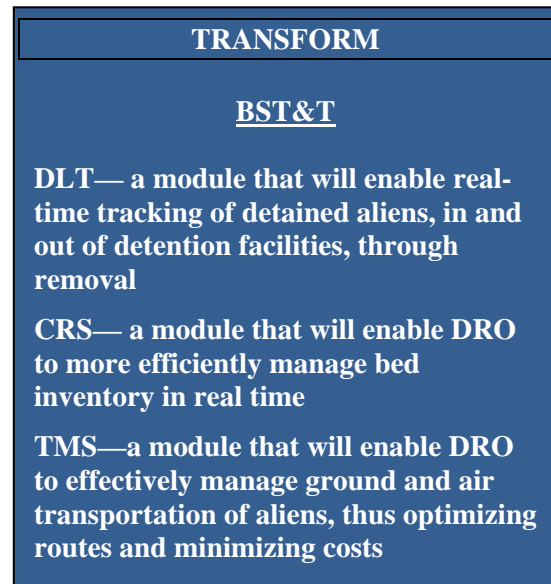 TRANSFORM
BST&T
DLT— a module that will enable real-
time tracking of detained aliens, in and
out of detention facilities, through
removal
CRS— a module that will enable DRO
to more efficiently manage bed
inventory in real time
TMS—a module that will enable DRO
to effectively manage ground and air
transportation of aliens, thus optimizing
routes and minimizing costs